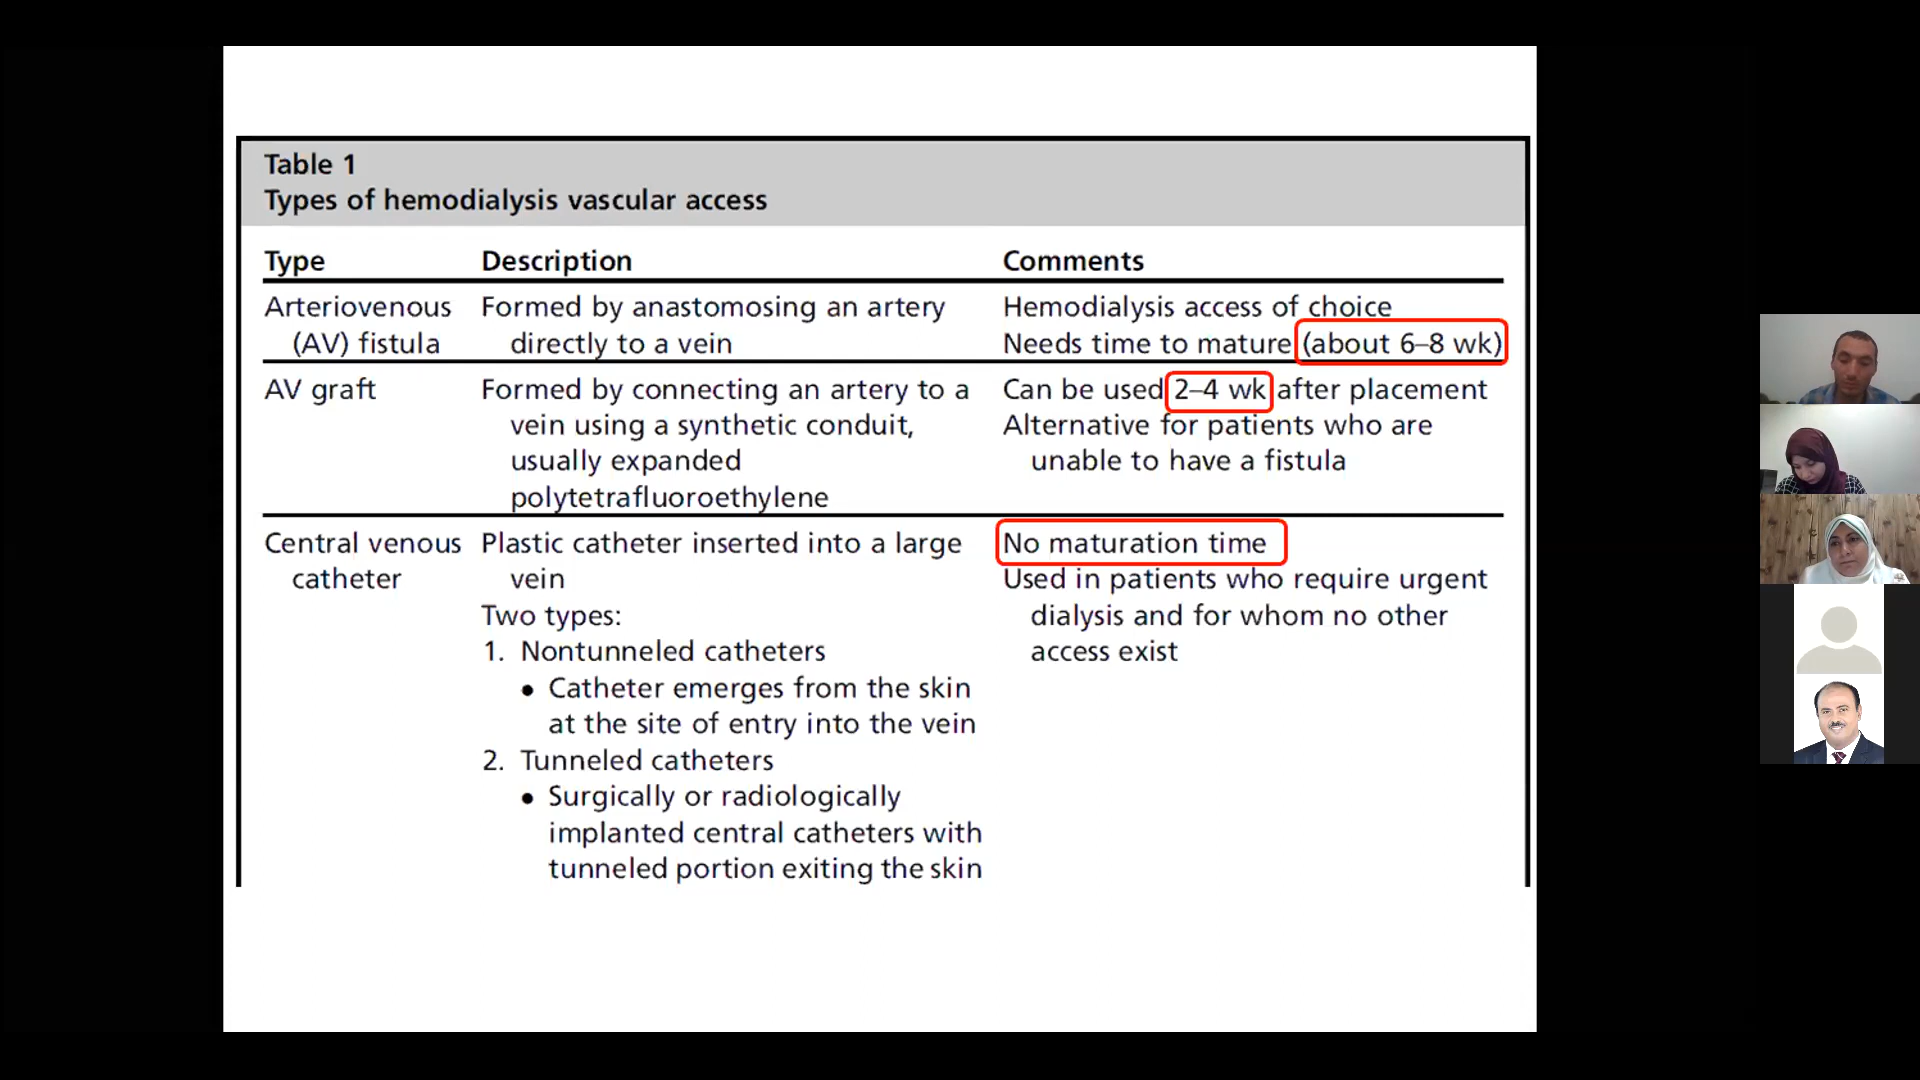 Table 1
Types of hemodialysis vascular access
Type Description Comments
Arteriovenous Formed by anastomosing an artery Hemodialysis access of choice
(AV) fistula directly to a vein Needs time to mature (about 6–8 wk)
AV graft Formed by connecting an artery to a Can be used 2–4 wk after placement
vein using a synthetic conduit, Alternative for patients who are
usually expanded unable to have a fistula
polytetrafluoroethylene
Central venous Plastic catheter inserted into a large No maturation time
catheter vein Used in patients who require urgent
Two types: dialysis and for whom no other
1. Nontunneled catheters access exist
• Catheter emerges from the skin
at the site of entry into the vein
2. Tunneled catheters
• Surgically or radiologically
implanted central catheters with
tunneled portion exiting the skin